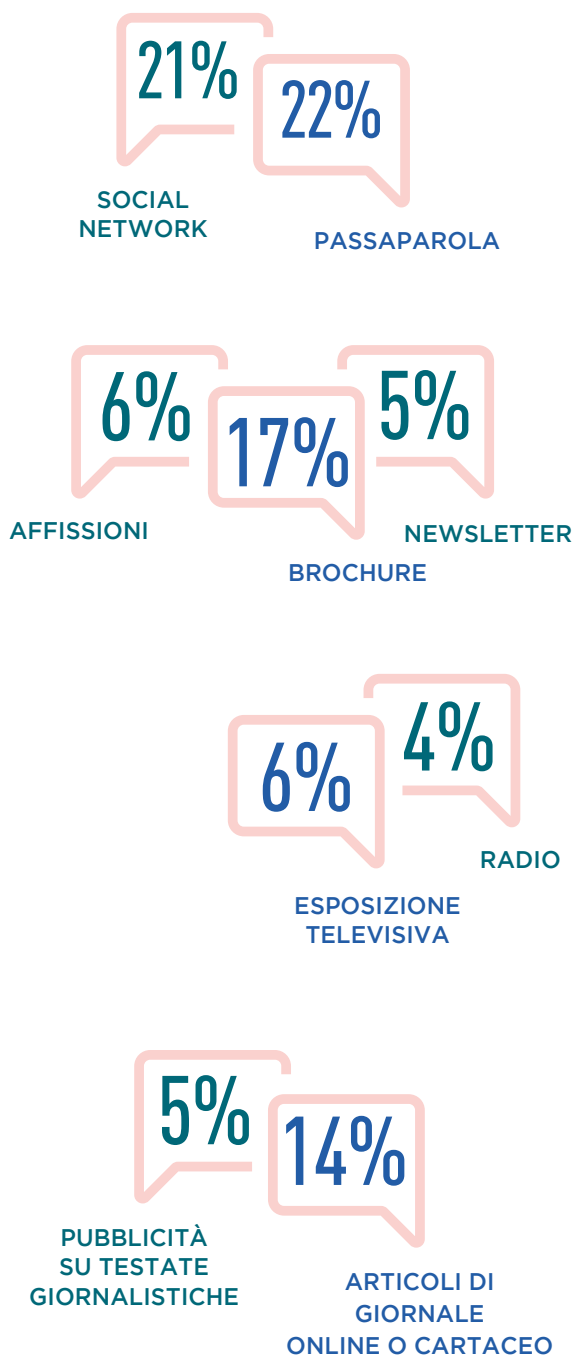 21%
22%
SOCIAL
NETWORK
PASSAPAROLA
6%
17%
5%
AFFISSIONI
NEWSLETTER
BROCHURE
6%
4%
RADIO
ESPOSIZIONE
TELEVISIVA
5%
14%
PUBBLICITÀ
SU TESTATE
GIORNALISTICHE
ARTICOLI DI
GIORNALE
ONLINE O CARTACEO